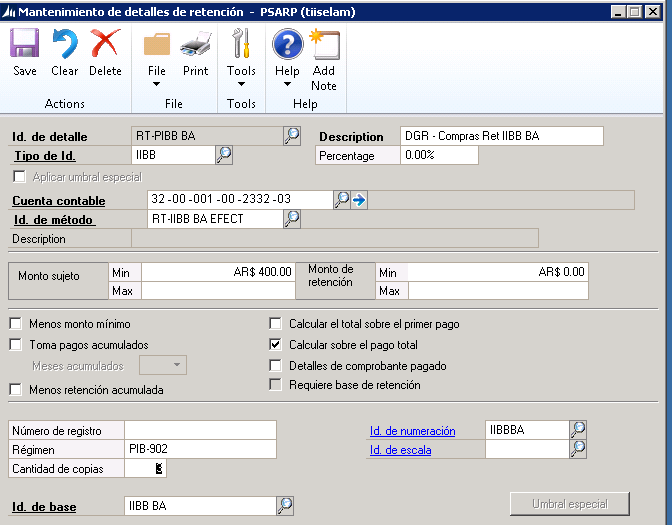 Mantenimiento de detalles de retención - PSARP (tiiselam)
Save Clear Delete File Print Tools Help Add Note
Actions File Tools Help
Id. de detalle RT-PIBB BA Description DGR - Compras Ret IIBB BA
Tipo de Id. IIBB Percentage 0.00%
Aplicar umbral especial
Cuenta contable 32 -00 -001 -00 -2332 -03
Id. de método RT-IIBB BA EFECT
Description
Monto sujeto Min AR$ 400.00 Monto de retención Min AR$ 0.00
Max Max
Menos monto mínimo Calcular el total sobre el primer pago
Toma pagos acumulados Calcular sobre el pago total
Meses acumulados Detalles de comprobante pagado
Menos retención acumulada Requiere base de retención
Número de registro Id. de numeración IIBBBA
Régimen PIB-902 Id. de escala
Cantidad de copias 3
Id. de base IIBB BA Umbral especial